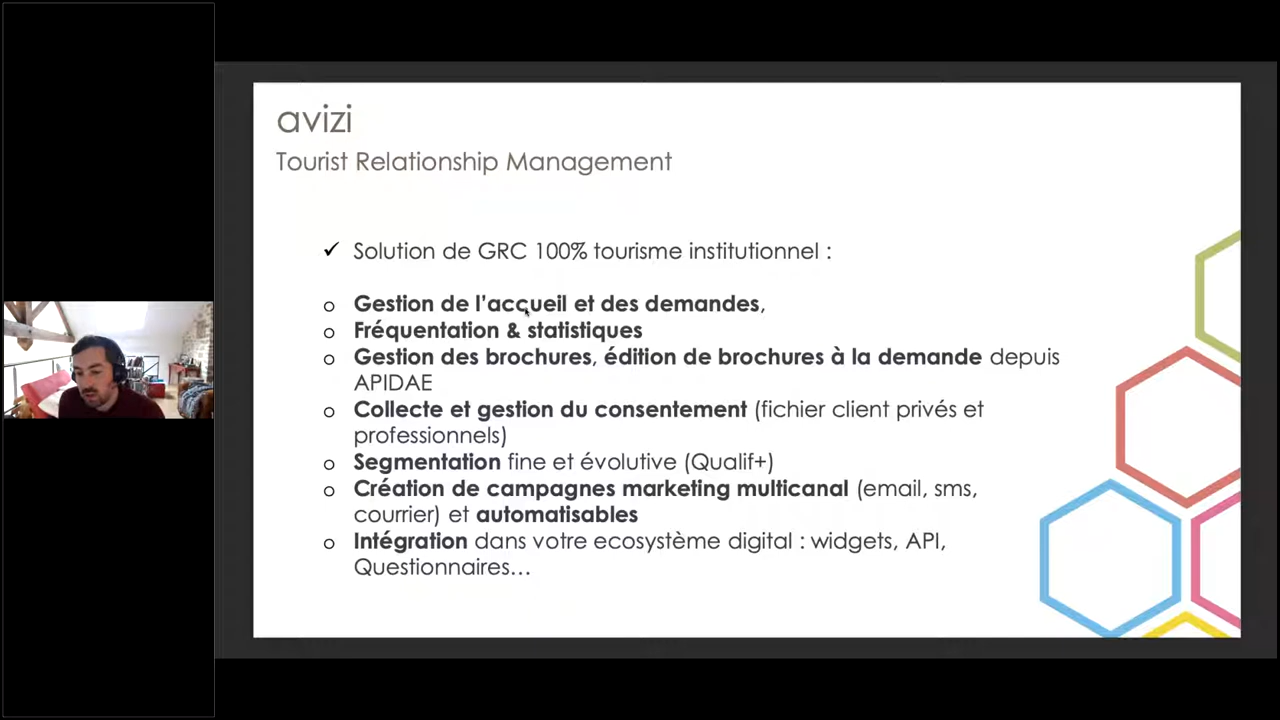 avizi
Tourist Relationship Management
✓ Solution de GRC 100% tourisme institutionnel :
o Gestion de l'accueil et des demandes,
o Fréquentation & statistiques
o Gestion des brochures, édition de brochures à la demande depuis
APIDAE
o Collecte et gestion du consentement (fichier client privés et
professionnels)
o Segmentation fine et évolutive (Qualif+)
o Création de campagnes marketing multicanal (email, sms,
courrier) et automatisables
o Intégration dans votre ecosystème digital : widgets, API,
Questionnaires…